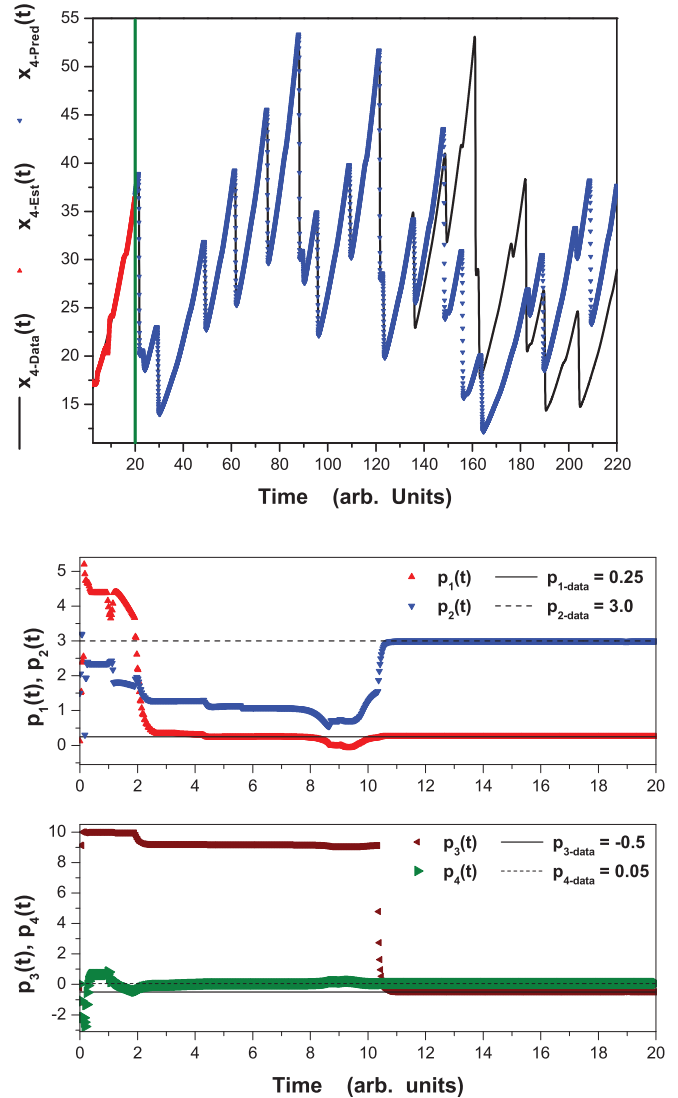 x4-Data(t) x4-Est(t) x4-Pred(t)
55
50
45
40
35
30
25
20
15
20 40 60 80 100 120 140 160 180 200 220
Time (arb. Units)
p1(t), p2(t)
5
4
3
2
1
0
p1(t) p1-data = 0.25
p2(t) p2-data = 3.0
0 2 4 6 8 10 12 14 16 18 20
p3(t), p4(t)
10
8
6
4
2
0
-2
p3(t) p3-data = -0.5
p4(t) p4-data = 0.05
0 2 4 6 8 10 12 14 16 18 20
Time (arb. units)